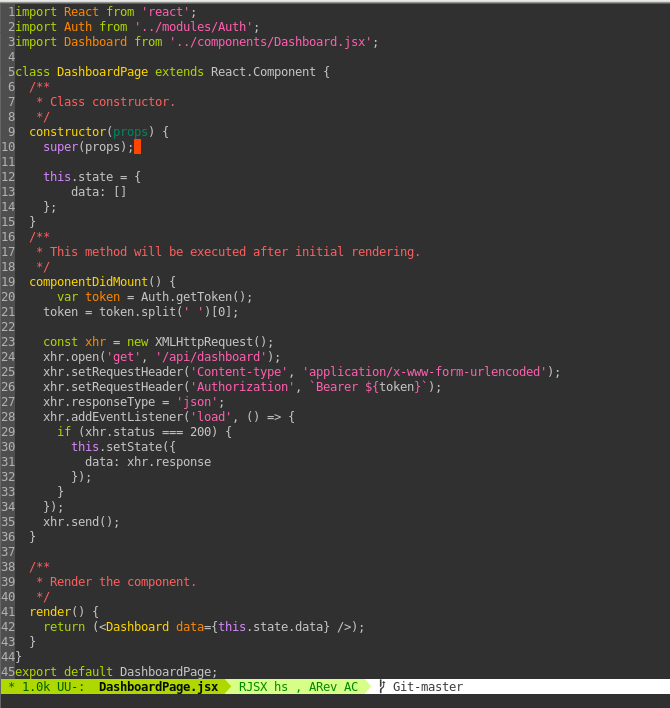 1import React from 'react';
2import Auth from '../modules/Auth';
3import Dashboard from '../components/Dashboard.jsx';
4
5class DashboardPage extends React.Component {
6  /**
7   * Class constructor.
8   */
9  constructor(props) {
10    super(props);
11
12    this.state = {
13        data: []
14    };
15  }
16  /**
17   * This method will be executed after initial rendering.
18   */
19  componentDidMount() {
20      var token = Auth.getToken();
21    token = token.split(' ')[0];
22
23    const xhr = new XMLHttpRequest();
24    xhr.open('get', '/api/dashboard');
25    xhr.setRequestHeader('Content-type', 'application/x-www-form-urlencoded');
26    xhr.setRequestHeader('Authorization', `Bearer ${token}`);
27    xhr.responseType = 'json';
28    xhr.addEventListener('load', () => {
29      if (xhr.status === 200) {
30        this.setState({
31          data: xhr.response
32        });
33      }
34    });
35    xhr.send();
36  }
37
38  /**
39   * Render the component.
40   */
41  render() {
42    return (<Dashboard data={this.state.data} />);
43  }
44}
45export default DashboardPage;
* 1.0k UU-:  DashboardPage.jsx  RJSX hs , ARev AC  Git-master